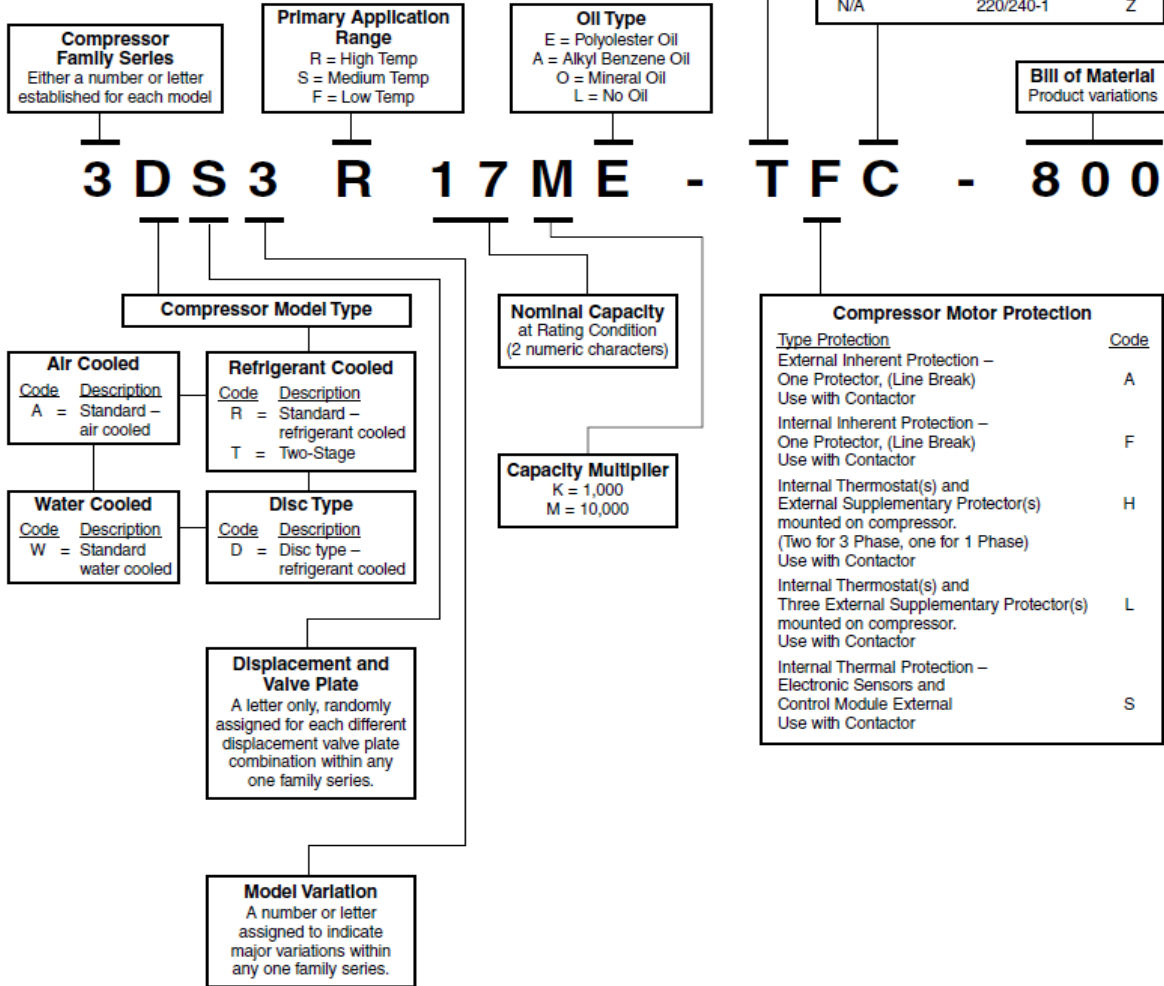 N/A 220/240-1 Z
Compressor
Family Series
Either a number or letter
established for each model
Primary Application
Range
R = High Temp
S = Medium Temp
F = Low Temp
Oil Type
E = Polyolester Oil
A = Alkyl Benzene Oil
O = Mineral Oil
L = No Oil
Bill of Material
Product variations
3 D S 3 R 1 7 M E - T F C - 8 0 0
Compressor Model Type
Air Cooled
Code Description
A = Standard –
air cooled
Refrigerant Cooled
Code Description
R = Standard –
refrigerant cooled
T = Two-Stage
Water Cooled
Code Description
W = Standard
water cooled
Disc Type
Code Description
D = Disc type –
refrigerant cooled
Nominal Capacity
at Rating Condition
(2 numeric characters)
Capacity Multiplier
K = 1,000
M = 10,000
Displacement and
Valve Plate
A letter only, randomly
assigned for each different
displacement valve plate
combination within any
one family series.
Model Variation
A number or letter
assigned to indicate
major variations within
any one family series.
Compressor Motor Protection
Type Protection Code
External Inherent Protection –
One Protector, (Line Break) A
Use with Contactor
Internal Inherent Protection –
One Protector, (Line Break) F
Use with Contactor
Internal Thermostat(s) and
External Supplementary Protector(s) H
mounted on compressor.
(Two for 3 Phase, one for 1 Phase)
Use with Contactor
Internal Thermostat(s) and
Three External Supplementary Protector(s) L
mounted on compressor.
Use with Contactor
Internal Thermal Protection –
Electronic Sensors and
Control Module External S
Use with Contactor